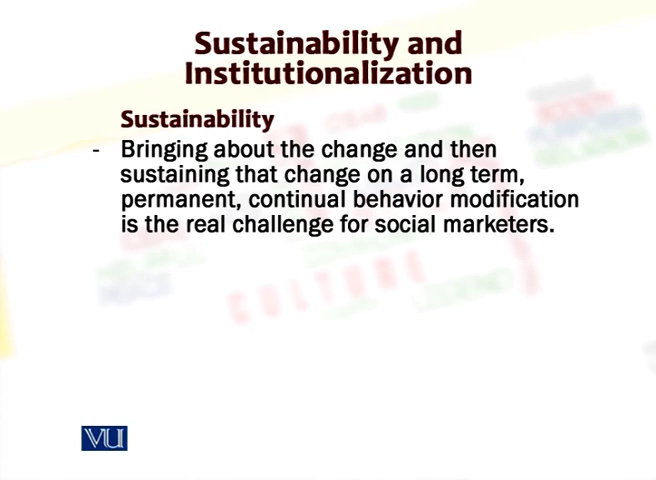 Sustainability and
Institutionalization
Sustainability
- Bringing about the change and then
sustaining that change on a long term,
permanent, continual behavior modification
is the real challenge for social marketers.
CULTURE
VU